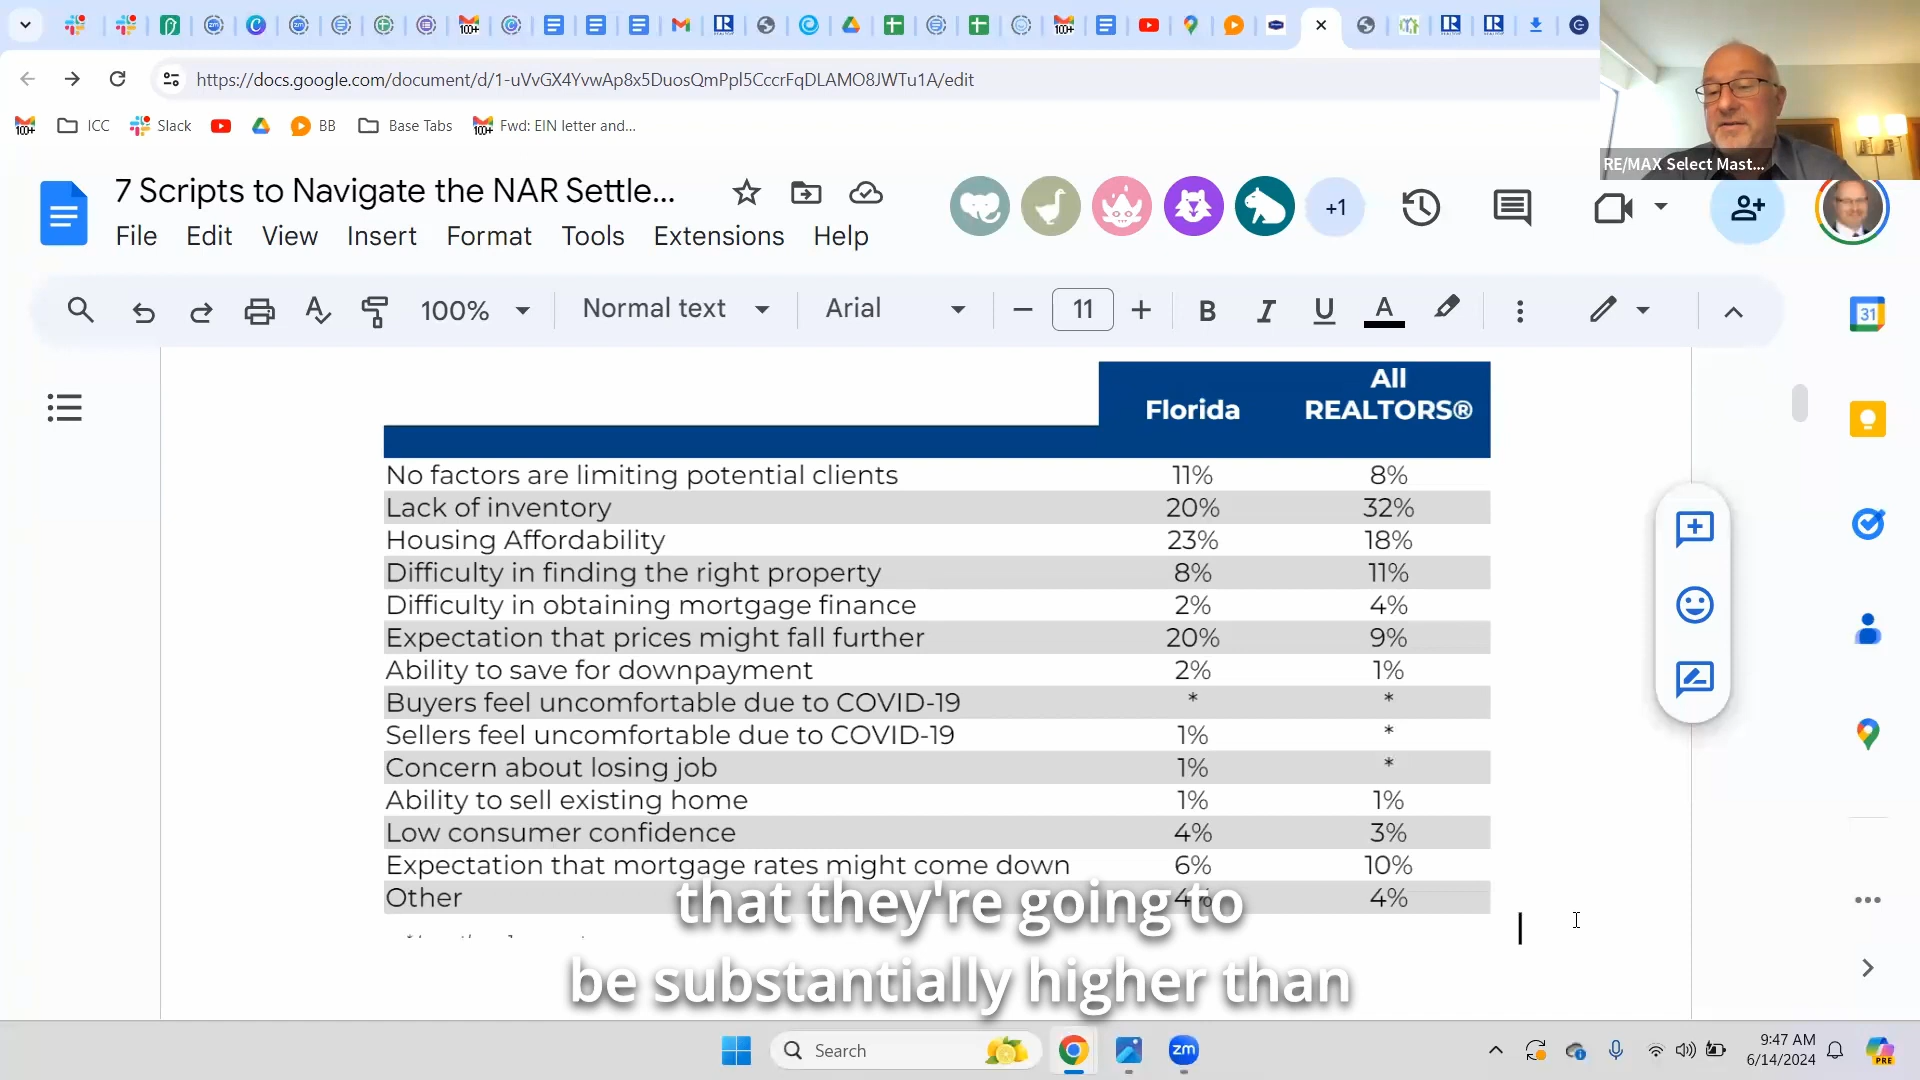 https://docs.google.com/document/d/1-uVvGX4YvwAp8x5DuosQmPpl5CccrFqDLAMO8JWTu1A/edit
ICC Slack BB Base Tabs Fwd: EIN letter and...
RE/MAX Select Mast...
7 Scripts to Navigate the NAR Settle...
+1
File Edit View Insert Format Tools Extensions Help
100% Normal text Arial 11 B I U A
31
Florida All REALTORS®
No factors are limiting potential clients 11% 8%
Lack of inventory 20% 32%
Housing Affordability 23% 18%
Difficulty in finding the right property 8% 11%
Difficulty in obtaining mortgage finance 2% 4%
Expectation that prices might fall further 20% 9%
Ability to save for downpayment 2% 1%
Buyers feel uncomfortable due to COVID-19 * *
Sellers feel uncomfortable due to COVID-19 1% *
Concern about losing job 1% *
Ability to sell existing home 1% 1%
Low consumer confidence 4% 3%
Expectation that mortgage rates might come down 6% 10%
Other 4% 4%
that they're going to
be substantially higher than
Search
zm
9:47 AM
6/14/2024
PRE